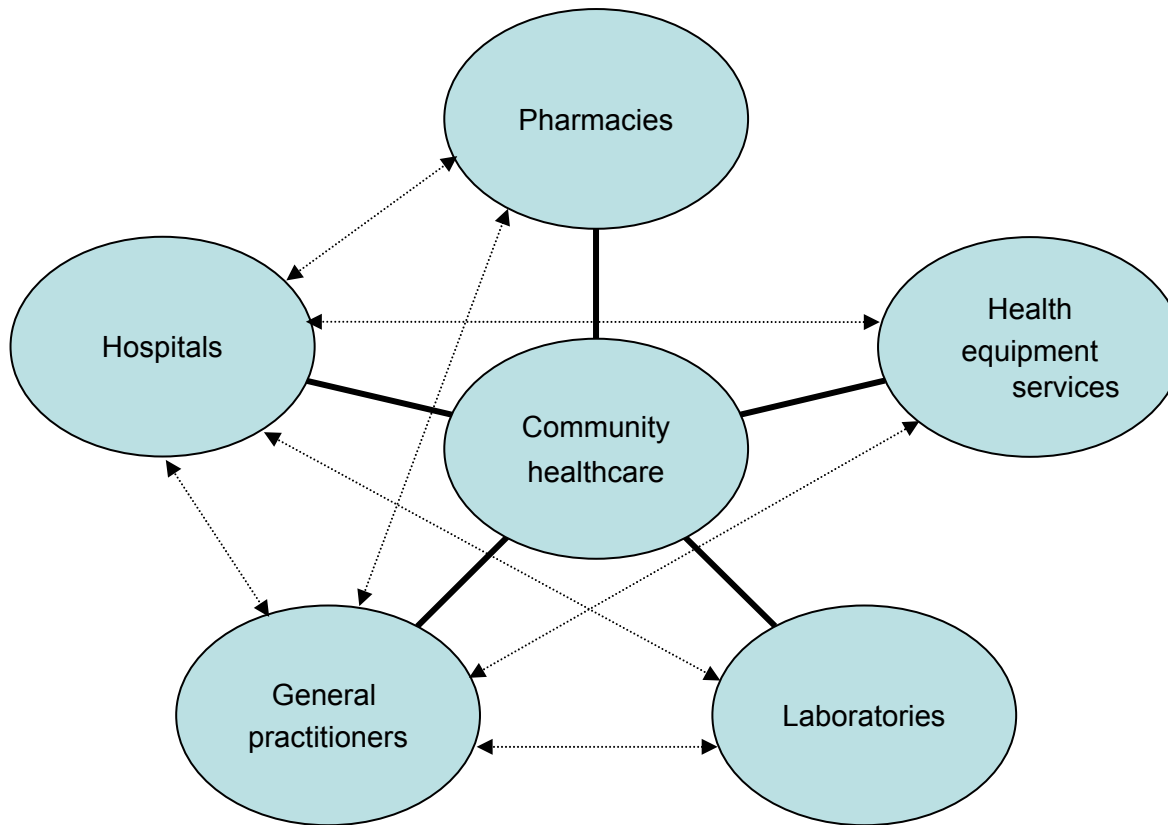 Pharmacies
Hospitals
Health
equipment
services
Community
healthcare
General
practitioners
Laboratories